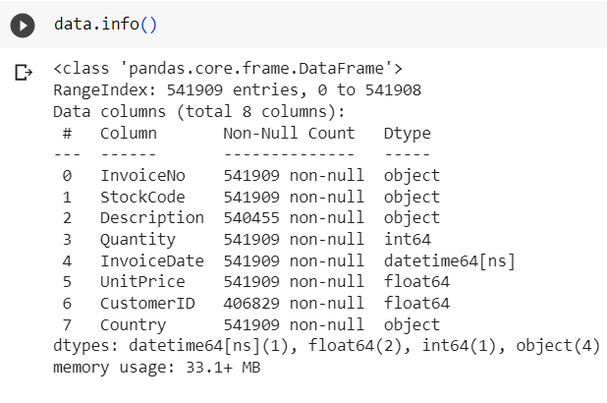 data.info()
<class 'pandas.core.frame.DataFrame'>
RangeIndex: 541909 entries, 0 to 541908
Data columns (total 8 columns):
 #   Column       Non-Null Count   Dtype
---  ------       --------------   -----
 0   InvoiceNo    541909 non-null  object
 1   StockCode    541909 non-null  object
 2   Description  540455 non-null  object
 3   Quantity     541909 non-null  int64
 4   InvoiceDate  541909 non-null  datetime64[ns]
 5   UnitPrice    541909 non-null  float64
 6   CustomerID   406829 non-null  float64
 7   Country      541909 non-null  object
dtypes: datetime64[ns](1), float64(2), int64(1), object(4)
memory usage: 33.1+ MB